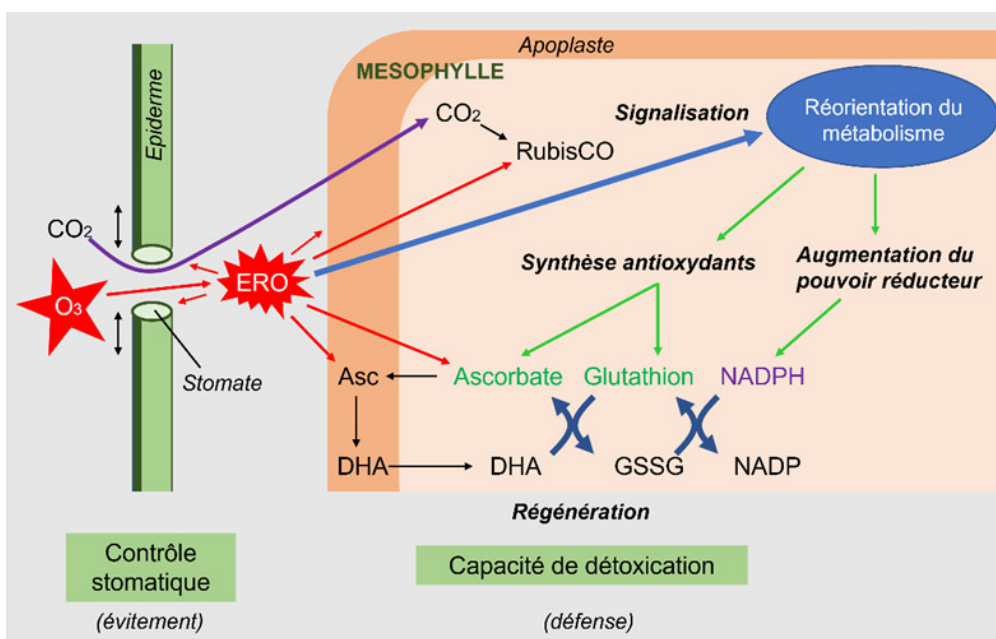 Apoplaste
MESOPHYLLE
Epiderme
CO₂
Signalisation
Réorientation du
métabolisme
RubisCO
CO₂
Synthèse antioxydants
Augmentation du
pouvoir réducteur
ERO
O₃
Stomate
Asc
Ascorbate
Glutathion
NADPH
DHA
DHA
GSSG
NADP
Régénération
Contrôle
stomatique
Capacité de détoxication
(évitement)
(défense)